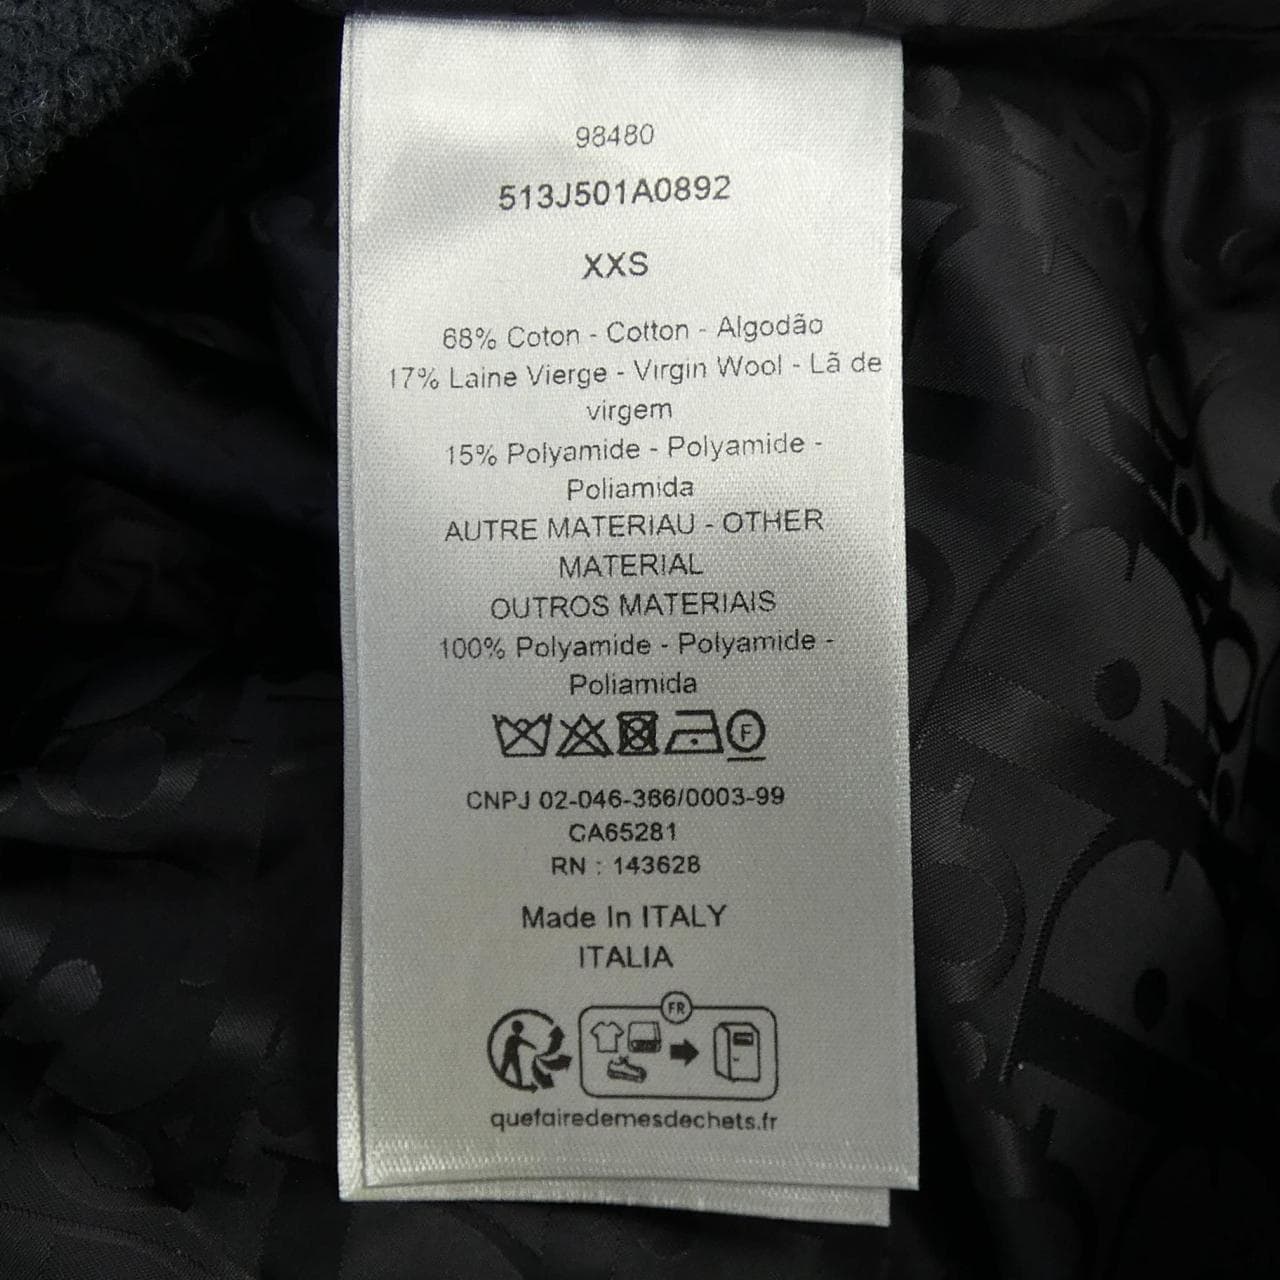 98480
513J501A0892
XXS
68% Coton - Cotton - Algodão
17% Laine Vierge - Virgin Wool - Lã de
virgem
15% Polyamide - Polyamide -
Poliamida
AUTRE MATERIAU - OTHER
MATERIAL
OUTROS MATERIAIS
100% Polyamide - Polyamide -
Poliamida
F
CNPJ 02-046-366/0003-99
CA65281
RN : 143628
Made In ITALY
ITALIA
FR
quefairedemesdechets.fr